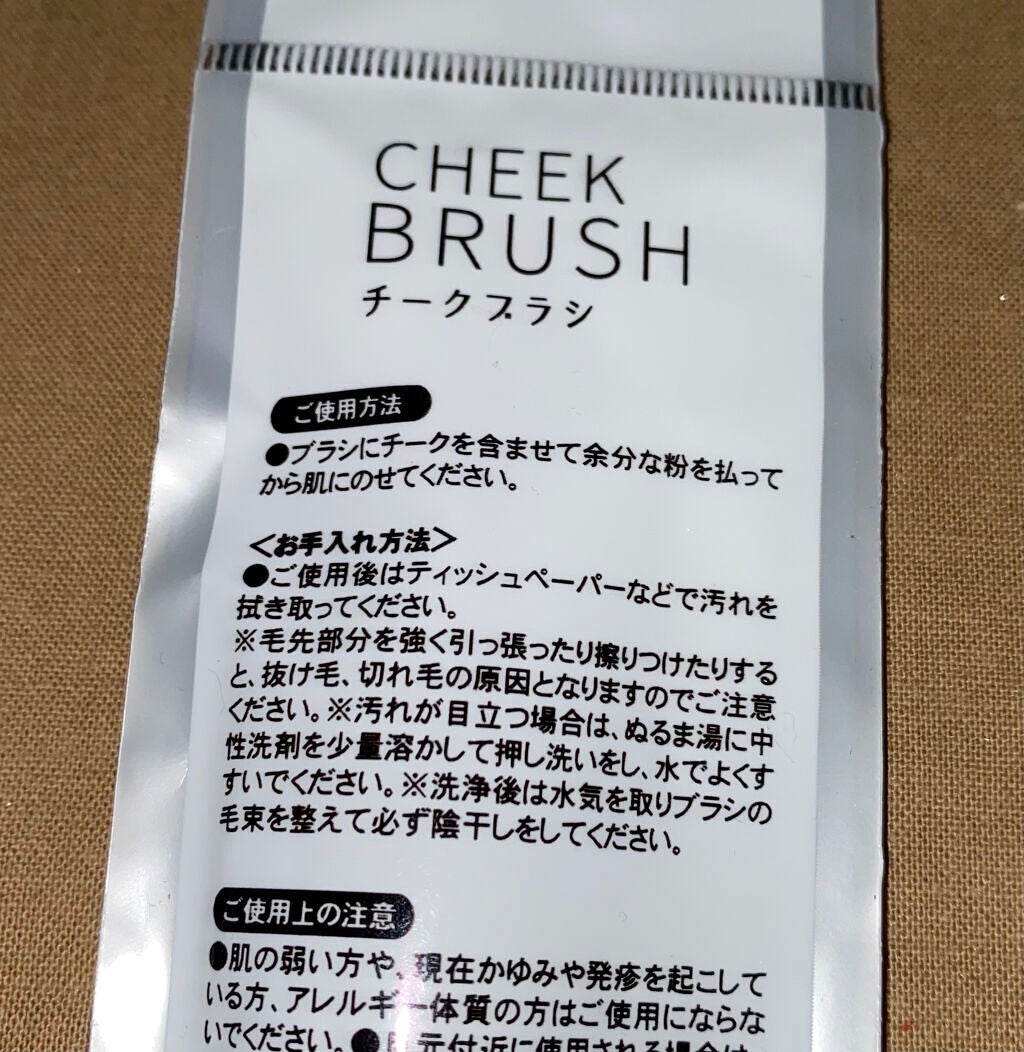 CHEEK
BRUSH
チークブラシ
ご使用方法
●ブラシにチークを含ませて余分な粉を払って
から肌にのせてください。
＜お手入れ方法＞
●ご使用後はティッシュペーパーなどで汚れを
拭き取ってください。
※毛先部分を強く引っ張ったり擦りつけたりする
と、抜け毛、切れ毛の原因となりますのでご注意
ください。※汚れが目立つ場合は、ぬるま湯に中
性洗剤を少量溶かして押し洗いをし、水でよくす
すいでください。※洗浄後は水気を取りブラシの
毛束を整えて必ず陰干しをしてください。
ご使用上の注意
●肌の弱い方や、現在かゆみや発疹を起こして
いる方、アレルギー体質の方はご使用にならな
いでください。●元付近に使用される場合は